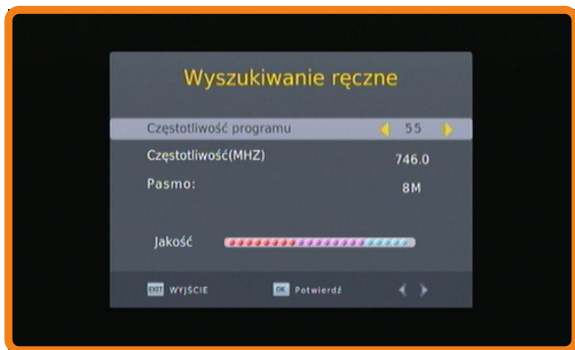 Wyszukiwanie ręczne
Częstotliwość programu 55
Częstotliwość(MHZ) 746.0
Pasmo: 8M
Jakość
EXIT WYJŚCIE OK Potwierdź